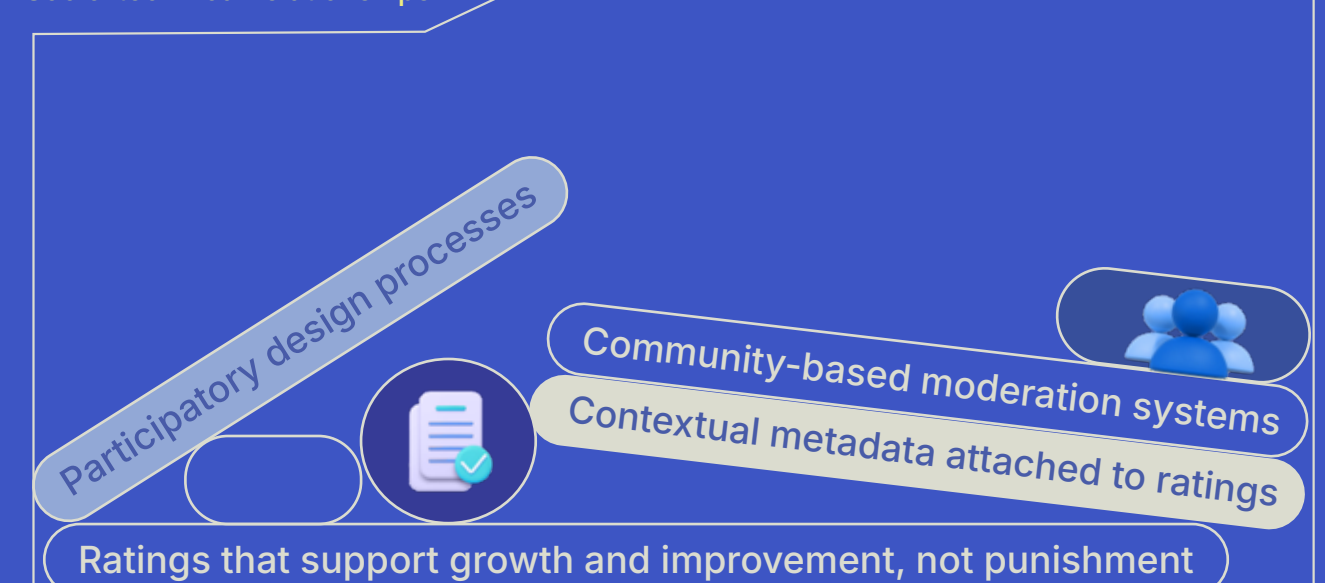 Participatory design processes
Community-based moderation systems
Contextual metadata attached to ratings
Ratings that support growth and improvement, not punishment